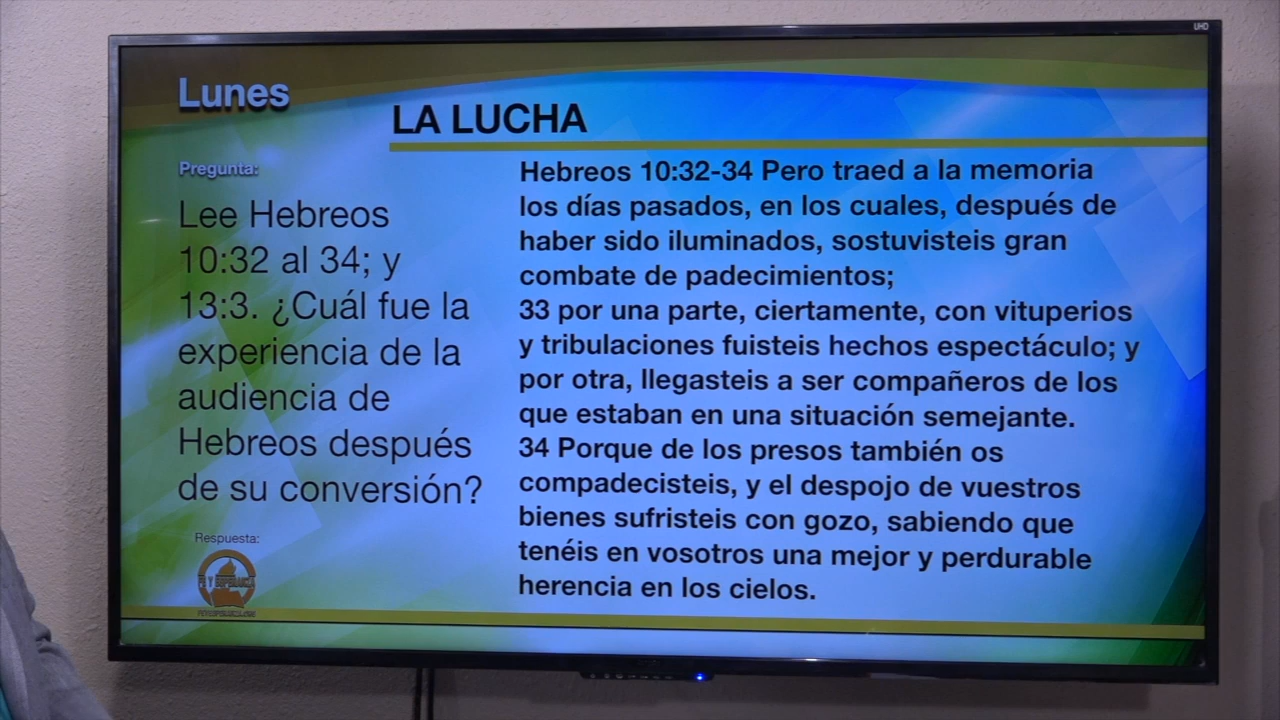 UHD
Lunes
LA LUCHA
Pregunta:
Lee Hebreos
10:32 al 34; y
13:3. ¿Cuál fue la
experiencia de la
audiencia de
Hebreos después
de su conversión?
Respuesta:
FE Y ESPERANZA
Hebreos 10:32-34 Pero traed a la memoria
los días pasados, en los cuales, después de
haber sido iluminados, sostuvisteis gran
combate de padecimientos;
33 por una parte, ciertamente, con vituperios
y tribulaciones fuisteis hechos espectáculo; y
por otra, llegasteis a ser compañeros de los
que estaban en una situación semejante.
34 Porque de los presos también os
compadecisteis, y el despojo de vuestros
bienes sufristeis con gozo, sabiendo que
tenéis en vosotros una mejor y perdurable
herencia en los cielos.